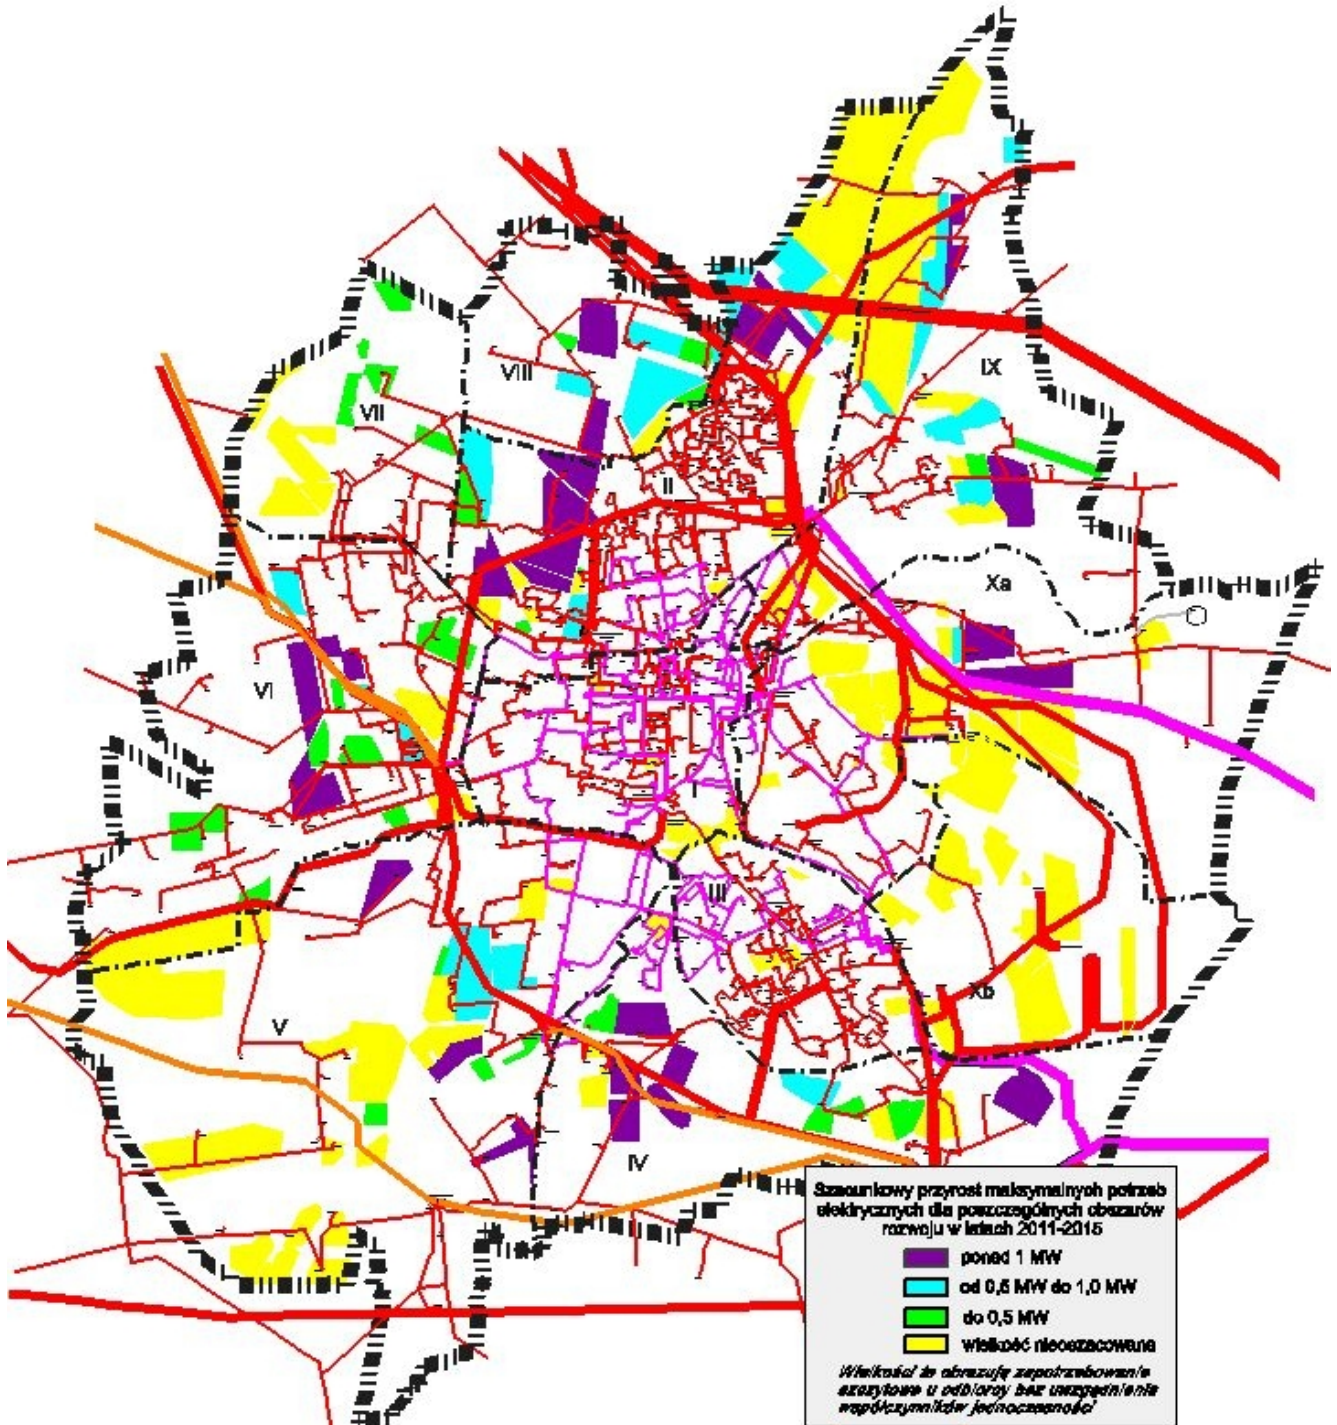 IX
VIII
VII
II
Xa
VI
I
III
Xb
V
IV
Szacunkowy przyrost maksymalnych potrzeb
elektrycznych dla poszczególnych obszarów
rozwoju w latach 2011-2015
ponad 1 MW
od 0,5 MW do 1,0 MW
do 0,5 MW
wielkość nieoszacowana
Wielkości te obrazują zapotrzebowanie
szczytowe u odbiorcy bez uwzględnienia
współczynników jednoczesności